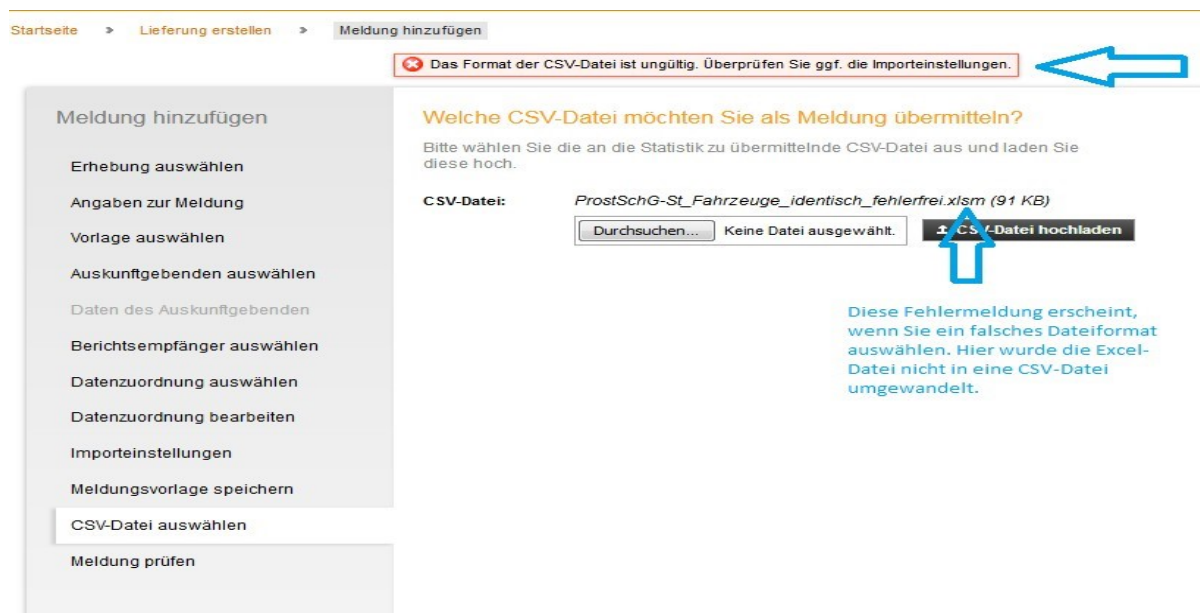 Startseite » Lieferung erstellen » Meldung hinzufügen
Das Format der CSV-Datei ist ungültig. Überprüfen Sie ggf. die Importeinstellungen.
Meldung hinzufügen
Erhebung auswählen
Angaben zur Meldung
Vorlage auswählen
Auskunftgebenden auswählen
Daten des Auskunftgebenden
Berichtsempfänger auswählen
Datenzuordnung auswählen
Datenzuordnung bearbeiten
Importeinstellungen
Meldungsvorlage speichern
CSV-Datei auswählen
Meldung prüfen
Welche CSV-Datei möchten Sie als Meldung übermitteln?
Bitte wählen Sie die an die Statistik zu übermittelnde CSV-Datei aus und laden Sie
diese hoch.
CSV-Datei: ProstSchG-St_Fahrzeuge_identisch_fehlerfrei.xlsm (91 KB)
Durchsuchen... Keine Datei ausgewählt. CSV-Datei hochladen
Diese Fehlermeldung erscheint,
wenn Sie ein falsches Dateiformat
auswählen. Hier wurde die Excel-
Datei nicht in eine CSV-Datei
umgewandelt.